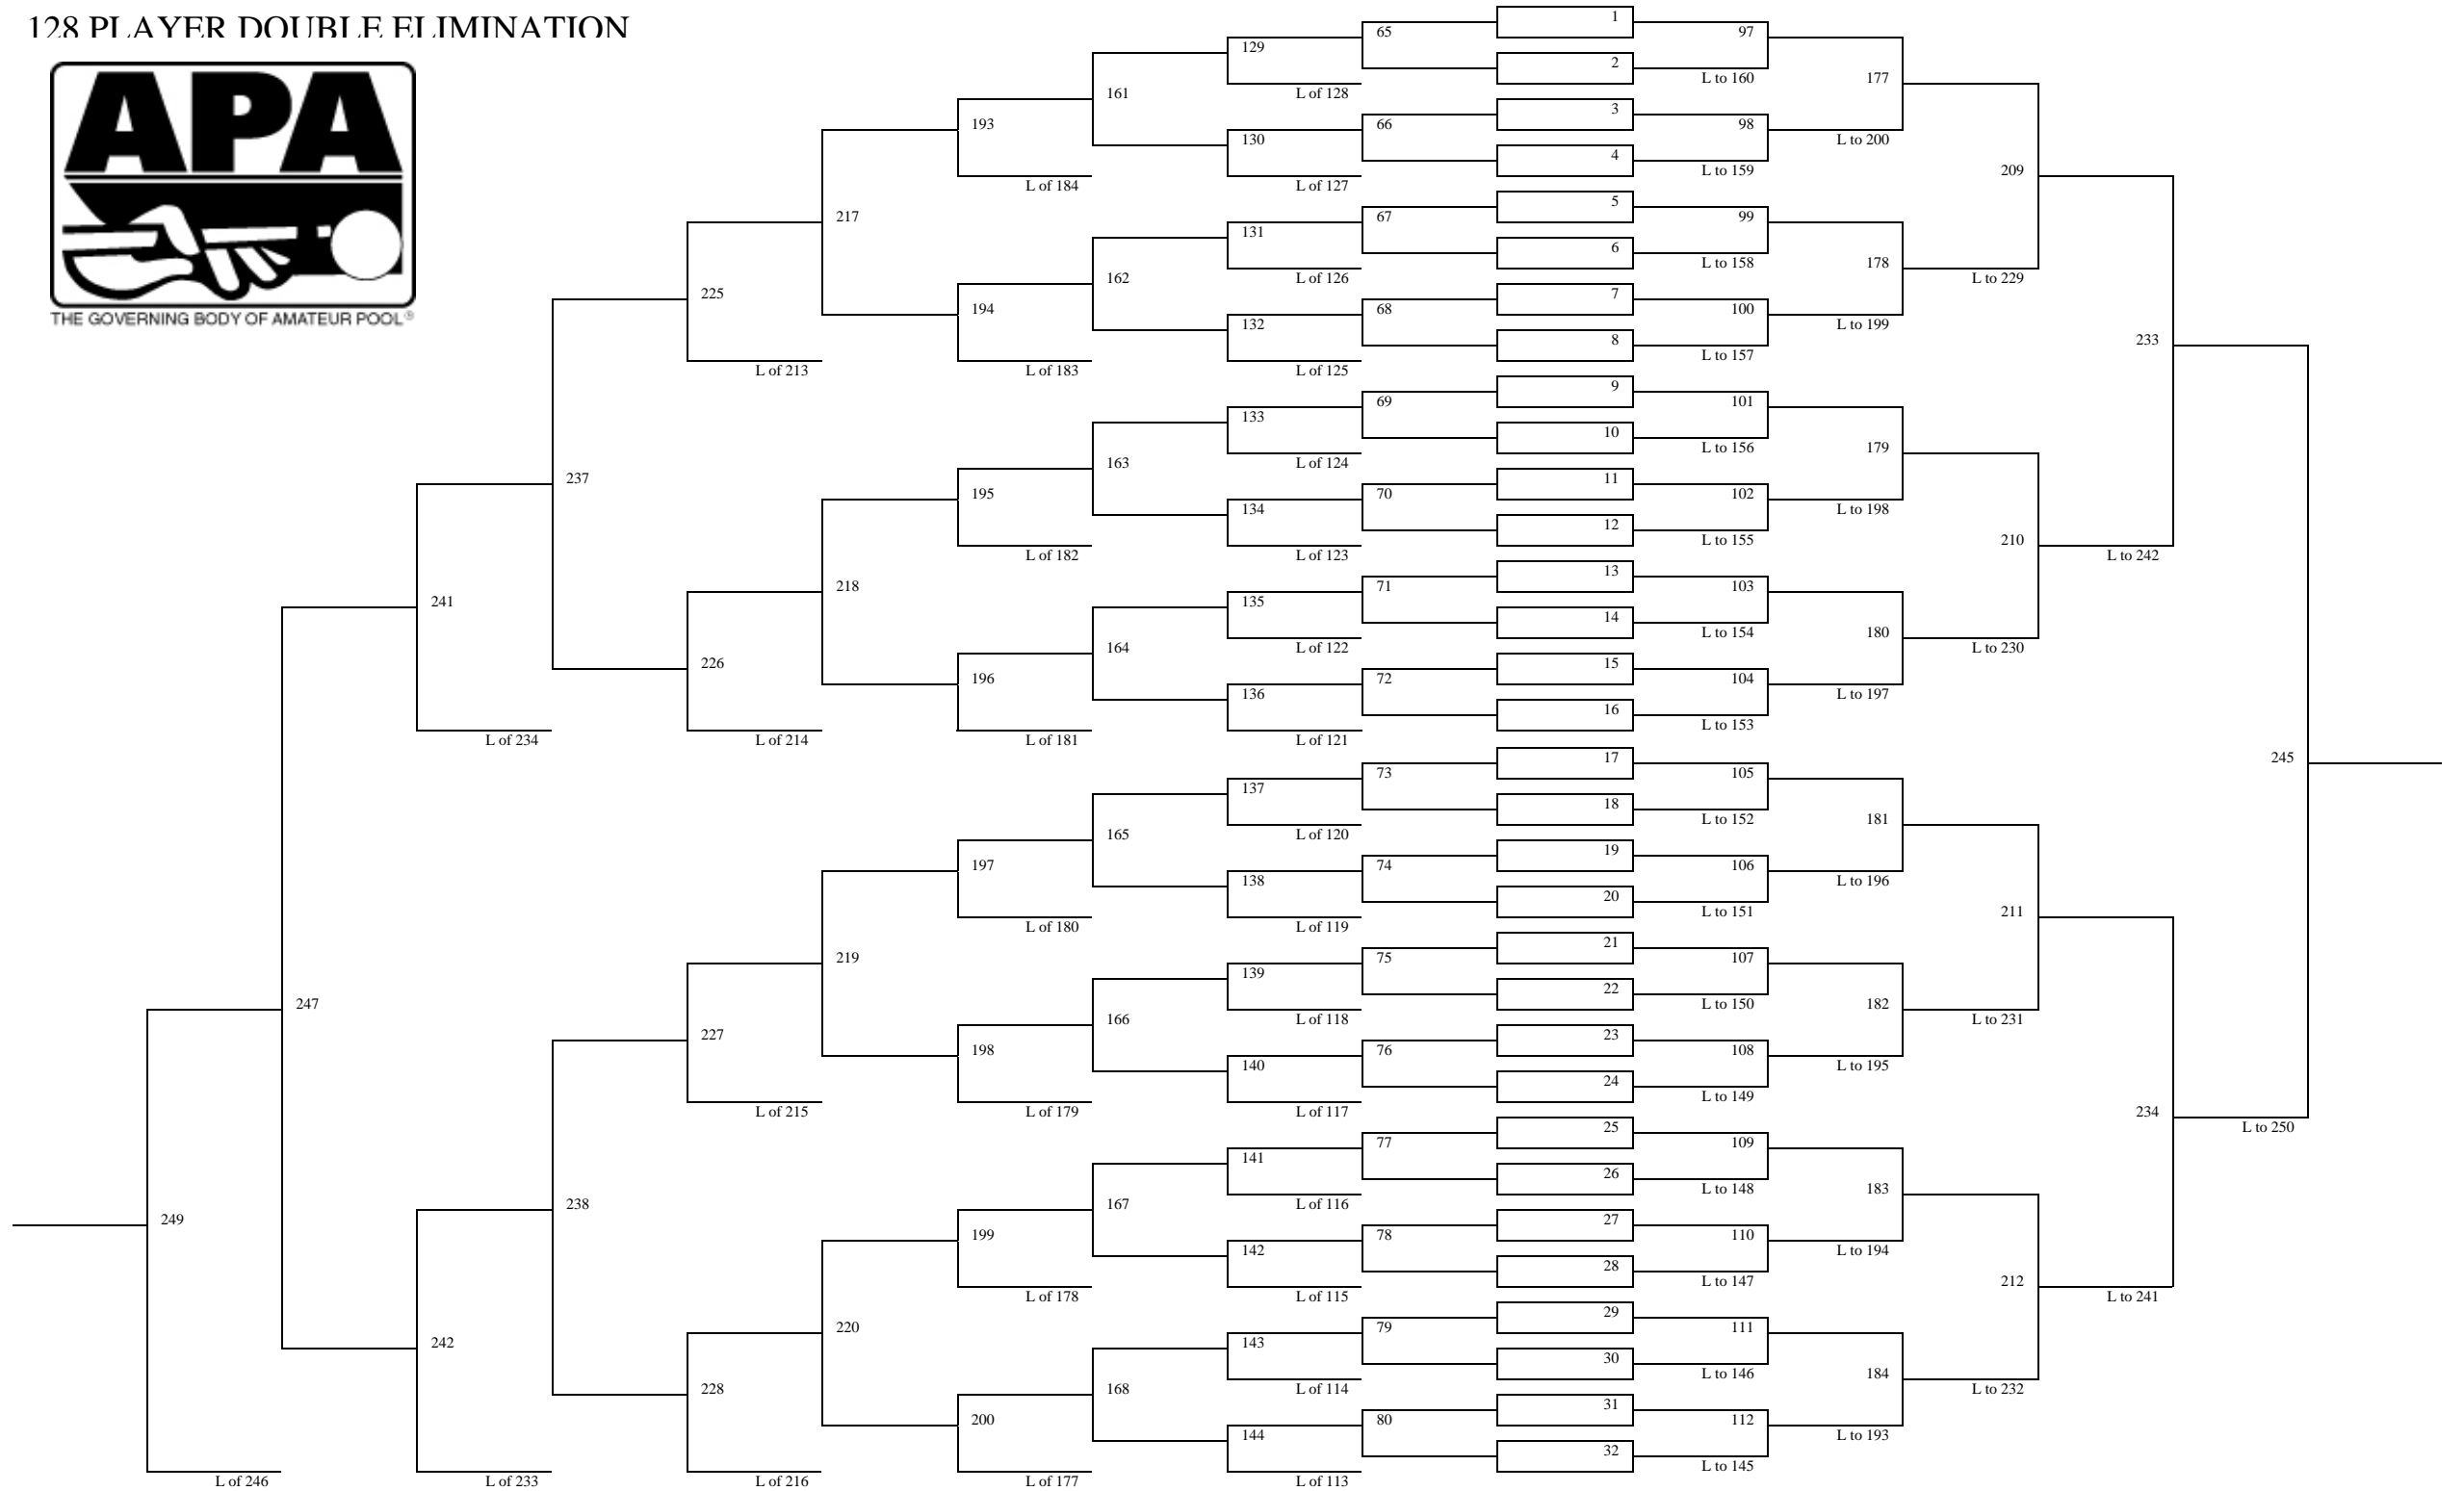 128 PLAYER DOUBLE ELIMINATION
APA
THE GOVERNING BODY OF AMATEUR POOL®
1
65 97
129
2
L to 160 177
L of 128
161
3
193 66 98
130 4 L to 200
L of 184 L of 127 L to 159 209
5
217 67 99
131
6
L of 126 L to 158 178
162 L to 229
225 7
194 68 100
132 L to 199
8 233
L of 213 L of 183 L of 125 L to 157
9
69 101
133
10
L to 156 179
163 L of 124
237 11
195 70 102
134 L to 198
12
L to 155 210
L of 182 L of 123 L to 242
13
218 71 103
241 135
14
L to 154 180
164 L of 122 L to 230
226 15
196 72 104
136 L to 197
16
L to 153
L of 234 L of 214 L of 181 L of 121
17 245
73 105
137
18
L to 152 181
165 L of 120
19
197 74 106
138 L to 196
20
L to 151 211
L of 180 L of 119
21
219 75 107
139
22
247 L to 150 182
166 L of 118 L to 231
227 23
198 76 108
140 L to 195
24
L to 149
L of 215 L of 179 L of 117 234
25 L to 250
77 109
141
26
L to 148 183
238 167 L of 116
249 27
199 78 110
142 L to 194
28
L to 147 212
L of 178 L of 115 L to 241
29
220 79 111
242 143
30
L to 146 184
228 168 L of 114 L to 232
31
200 80 112
144 L to 193
32
L to 145
L of 246 L of 233 L of 216 L of 177 L of 113